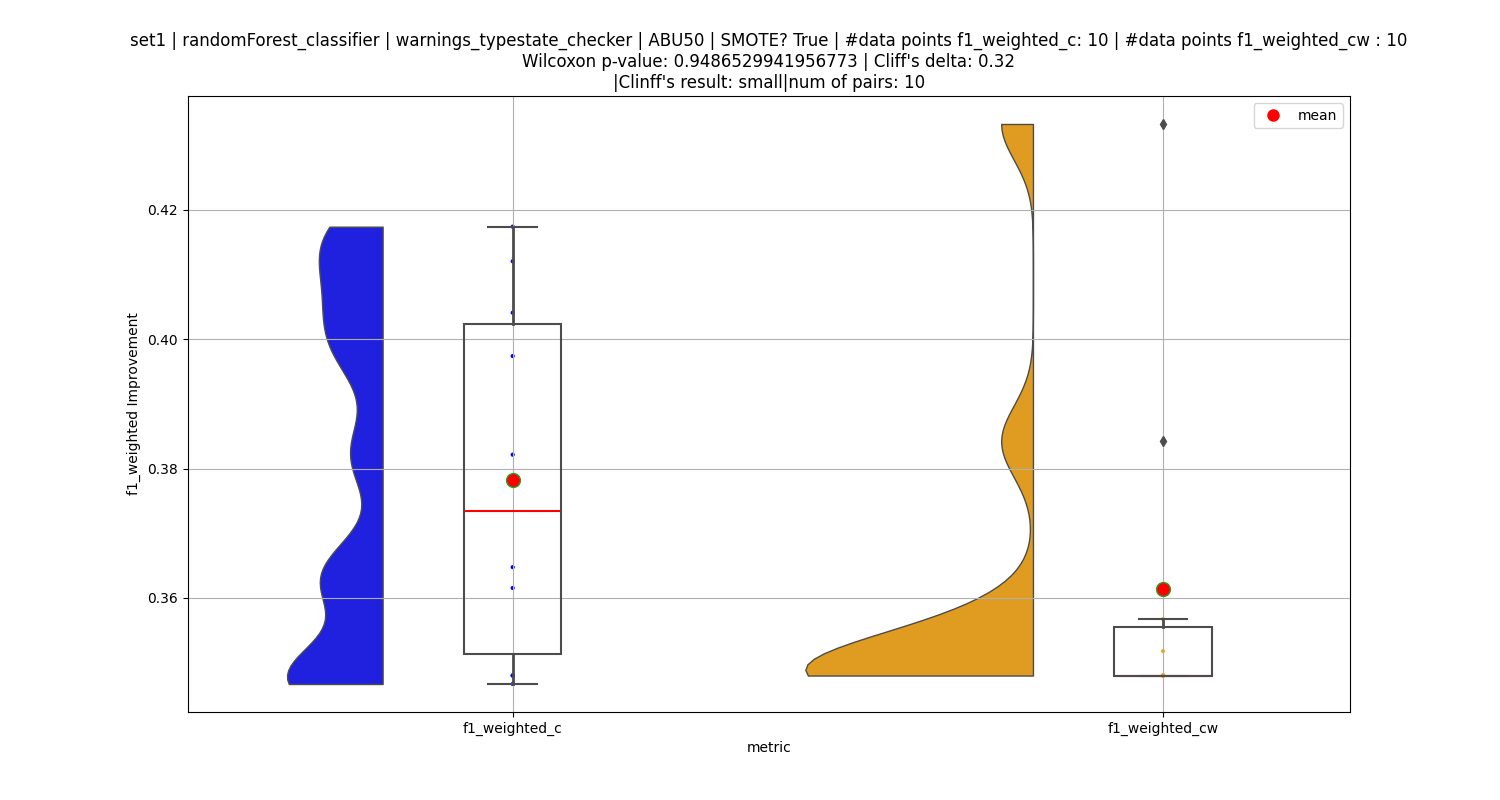 set1 | randomForest_classifier | warnings_typestate_checker | ABU50 | SMOTE? True | #data points f1_weighted_c: 10 | #data points f1_weighted_cw : 10
Wilcoxon p-value: 0.9486529941956773 | Cliff's delta: 0.32
|Clinff's result: small|num of pairs: 10
mean
0.42
0.40
0.38
0.36
f1_weighted Improvement
f1_weighted_c
f1_weighted_cw
metric